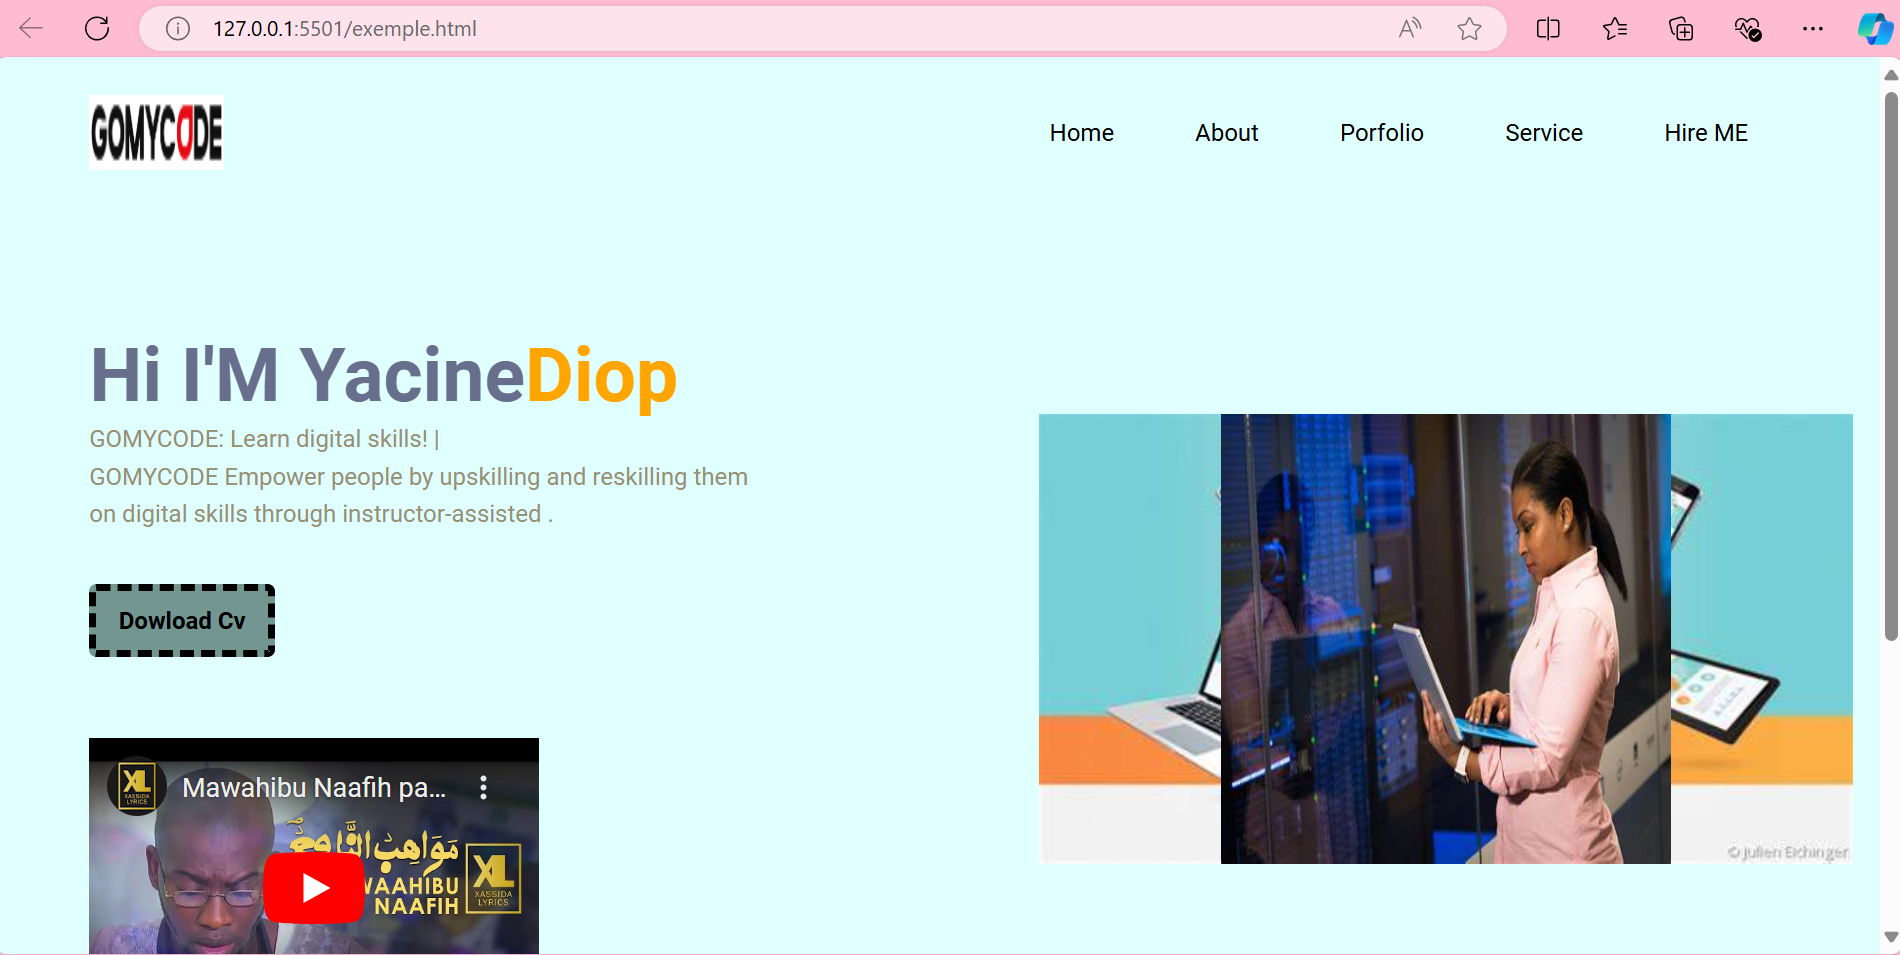 127.0.0.1:5501/exemple.html
GOMYCODE
Home About Porfolio Service Hire ME
Hi I'M YacineDiop
GOMYCODE: Learn digital skills! |
GOMYCODE Empower people by upskilling and reskilling them
on digital skills through instructor-assisted .
Dowload Cv
XL
XASSIDA
LYRICS
Mawahibu Naafih pa...
مَوَاهِبُ النَّافِعْ
WAAHIBU
NAAFIH
XL
XASSIDA
LYRICS
© Julien Eichinger